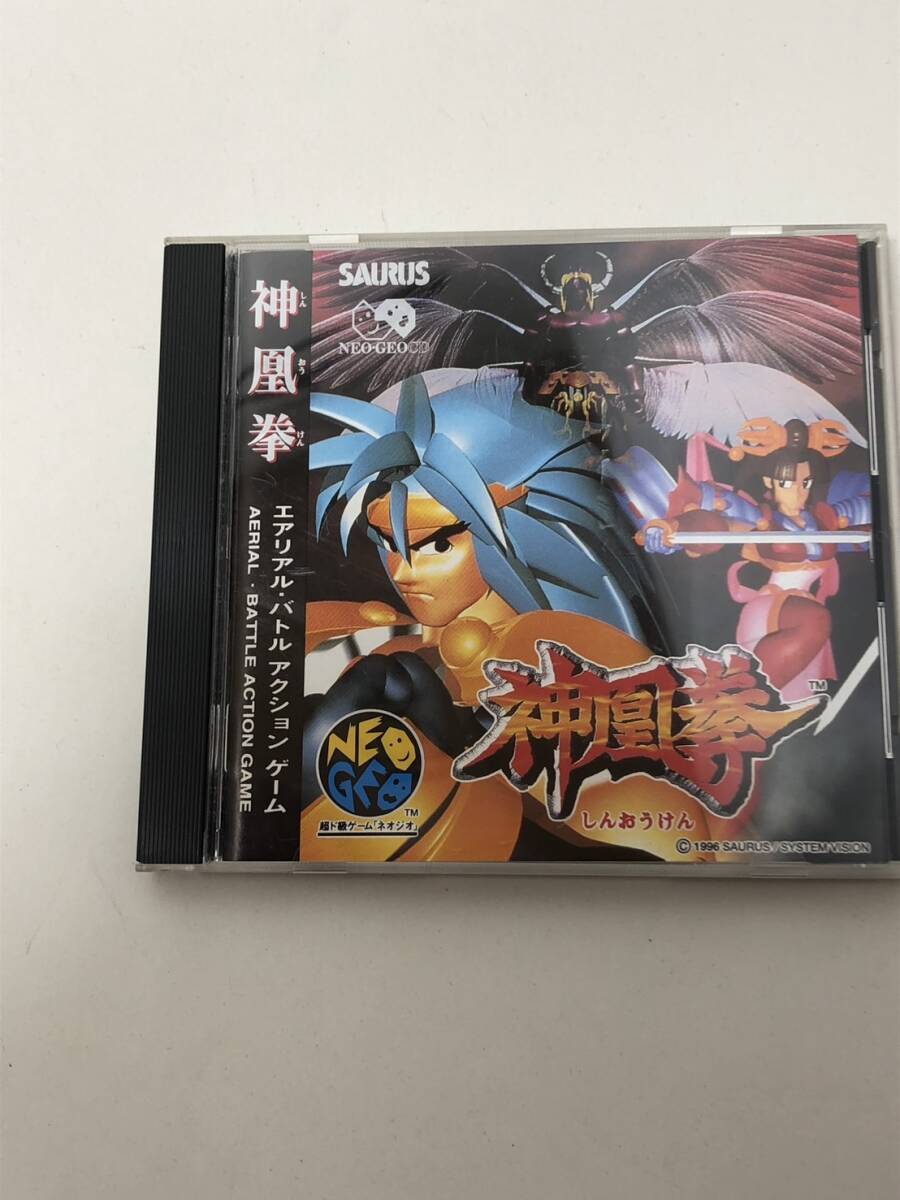 神凰拳
しん
おう
けん
エアリアル・バトル アクション ゲーム
AERIAL・BATTLE ACTION GAME
SAURUS
NEO・GEO CD
神凰拳
TM
しんおうけん
NEO
GEO
TM
超ド級ゲーム「ネオジオ」
© 1996 SAURUS / SYSTEM VISION